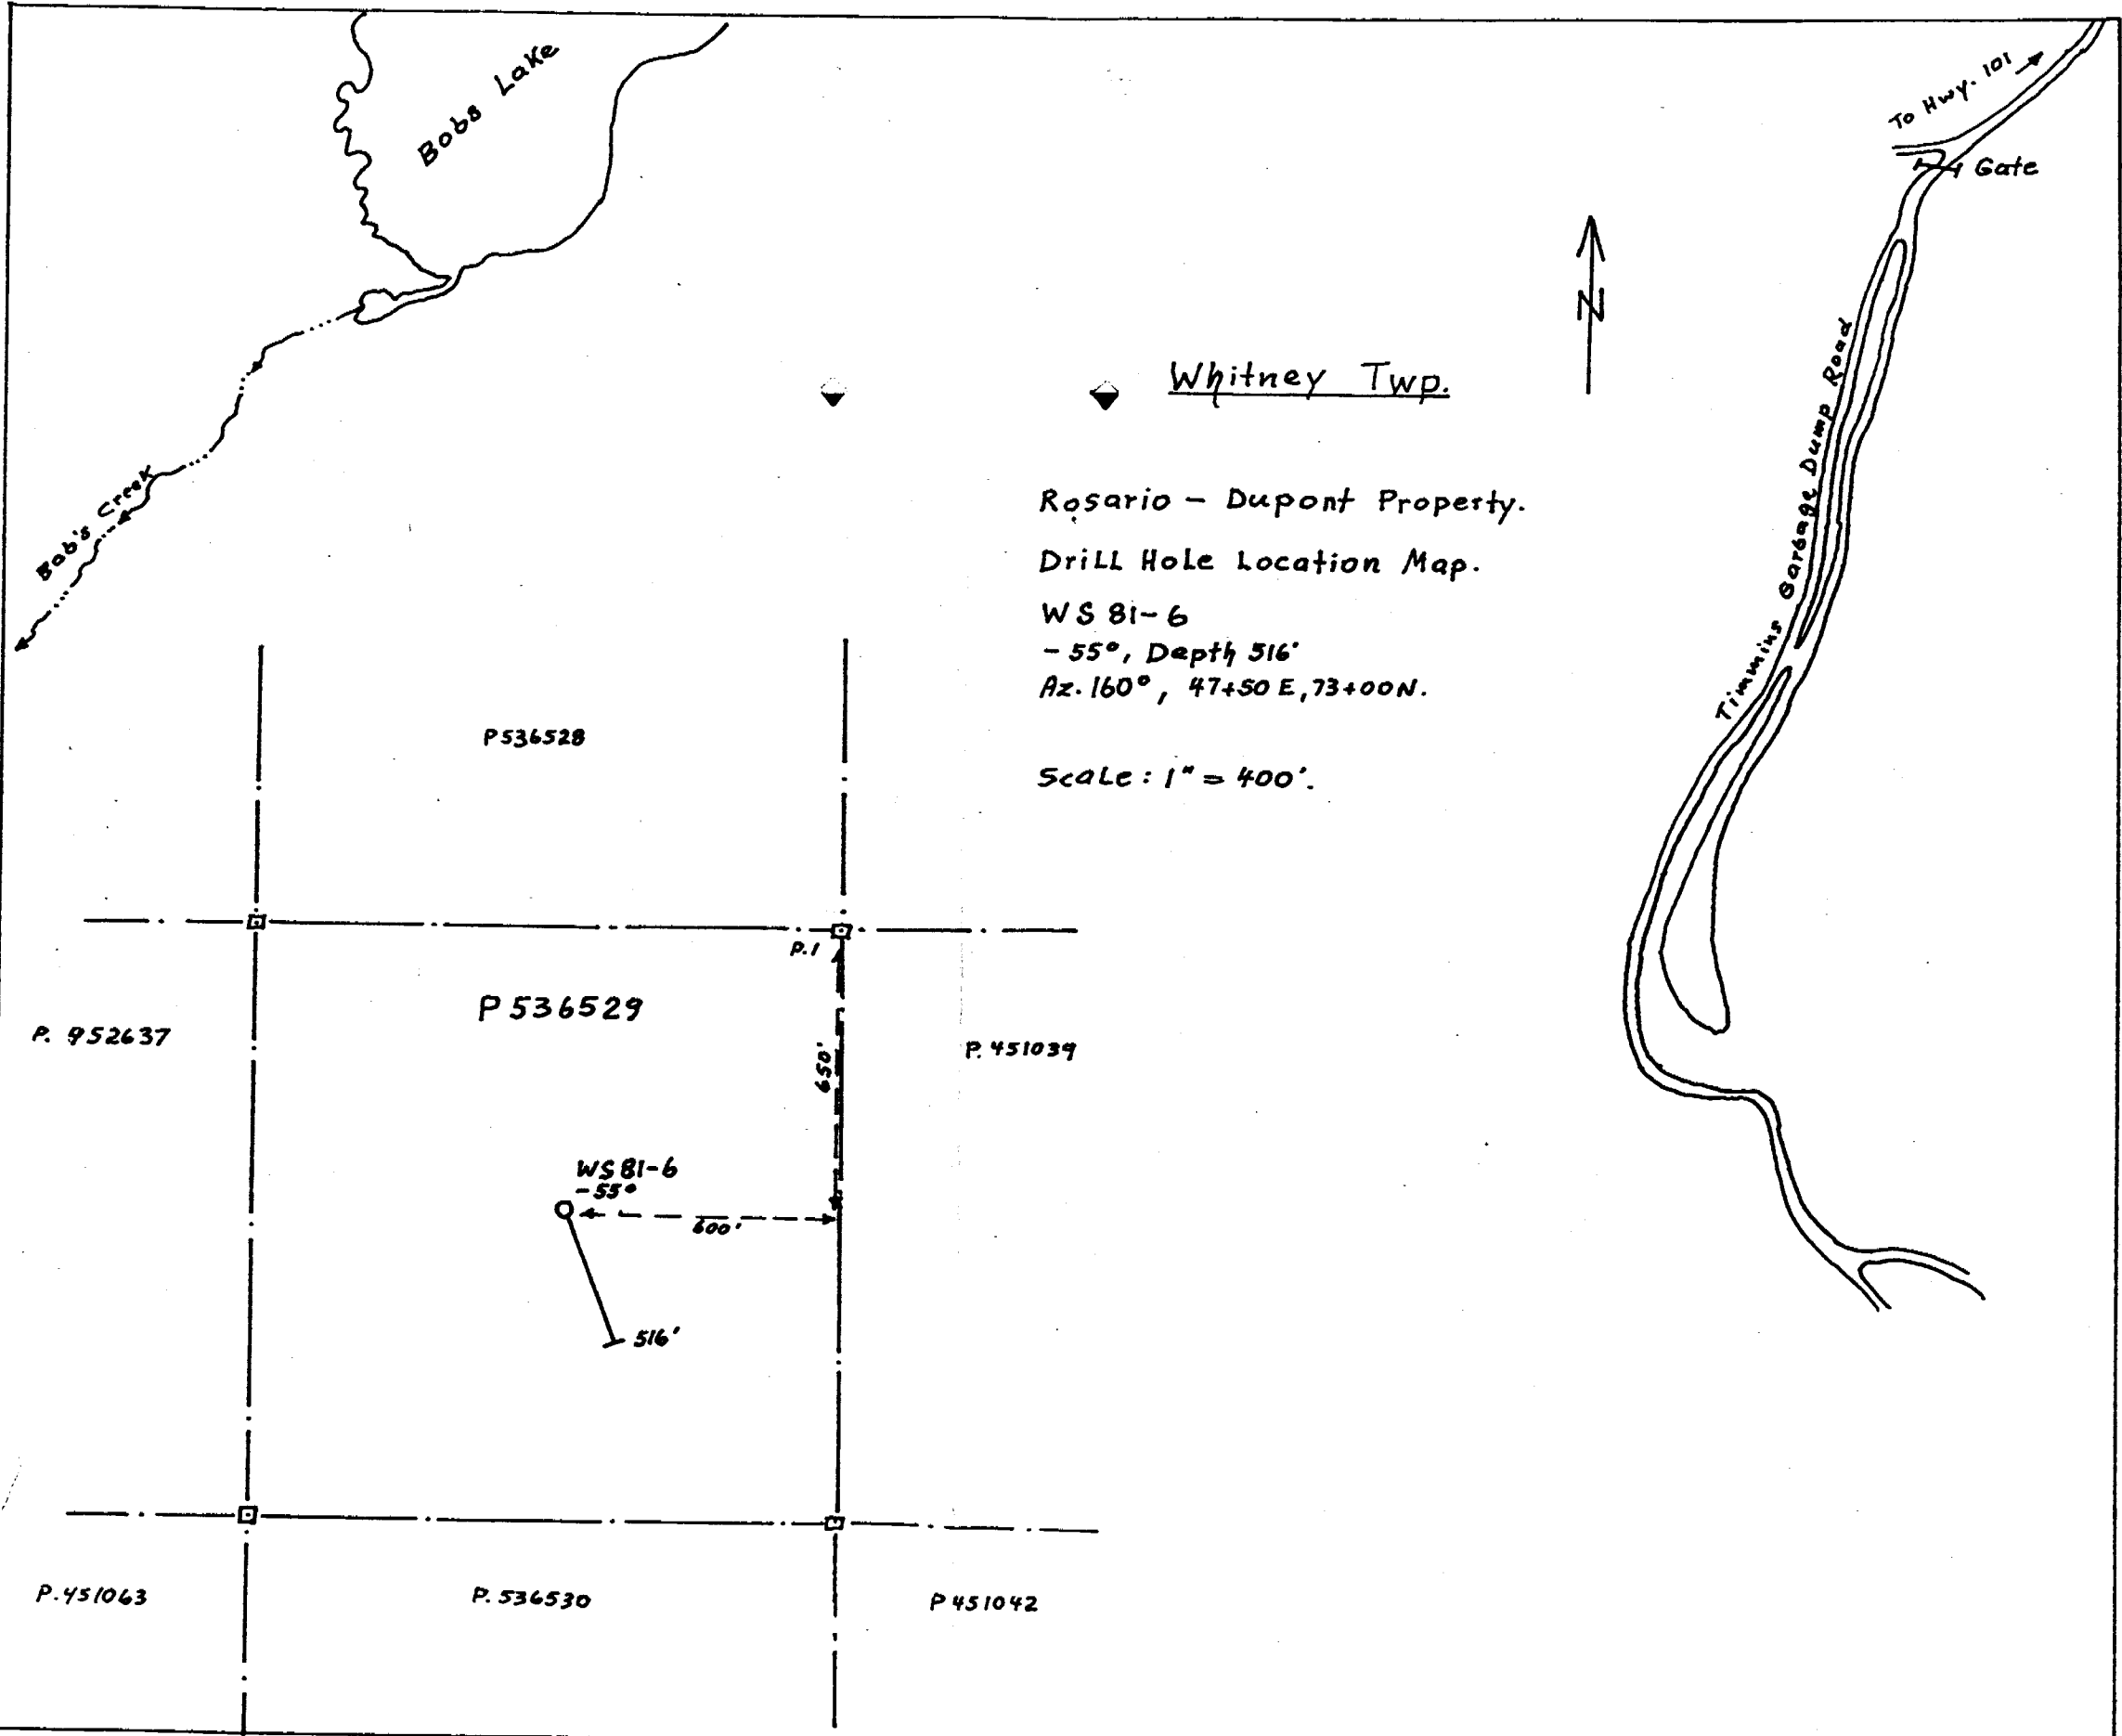 Bobs Lake
To Hwy. 101
Gate
N
Whitney Twp.
Timmins Garbage Dump Road
Bob's Creek
Rosario - Dupont Property.
Drill Hole Location Map.
WS 81-6
-55°, Depth 516'
Az. 160°, 47+50 E, 73+00N.
Scale: 1" = 400'.
P536528
P.1
P 536529
P. 952637
P. 451039
650'
WS 81-6
-55°
600'
516'
P. 451063
P. 536530
P 451042